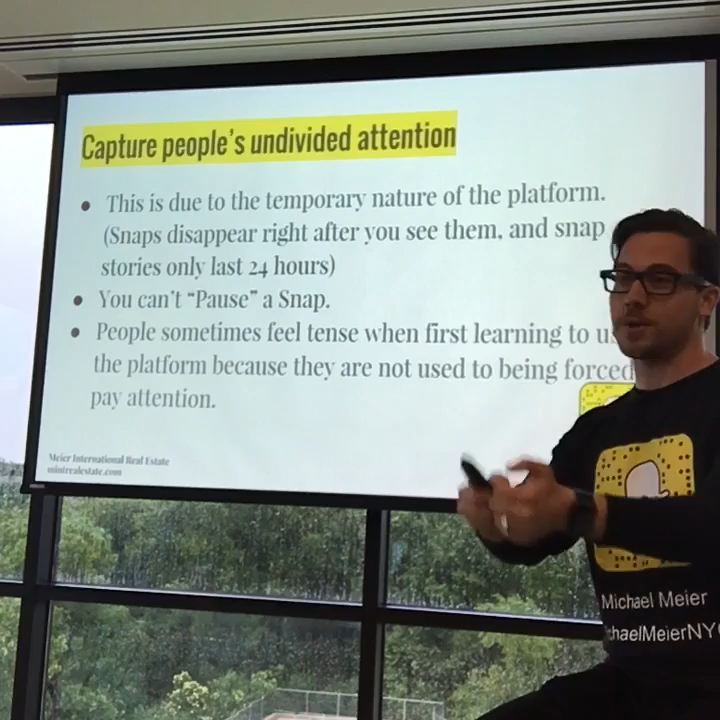 Capture people's undivided attention
● This is due to the temporary nature of the platform.
(Snaps disappear right after you see them, and snap
stories only last 24 hours)
● You can't “Pause” a Snap.
● People sometimes feel tense when first learning to
the platform because they are not used to being forced
pay attention.
Meier International Real Estate
mintrealestate.com
Michael Meier
haelMeierNY